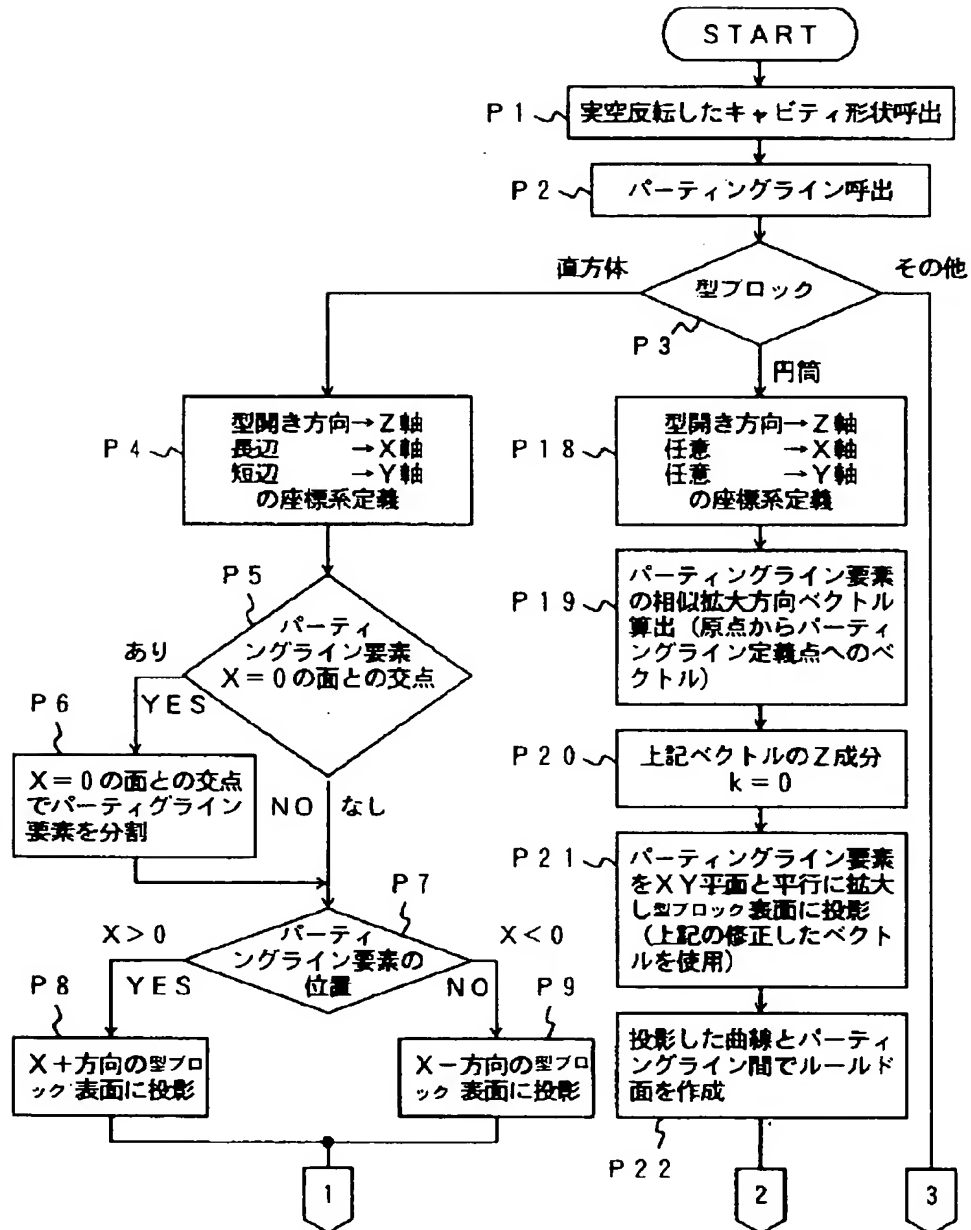 START
P1 実空反転したキャビティ形状呼出
P2 パーティングライン呼出
直方体
その他
型ブロック
P3
円筒
P4
型開き方向→Z軸
長辺 →X軸
短辺 →Y軸
の座標系定義
P18
型開き方向→Z軸
任意 →X軸
任意 →Y軸
の座標系定義
P5
パーティ
ングライン要素
X=0の面との交点
あり
YES
P6
X=0の面との交点
でパーティグライン
要素を分割
NO なし
P19
パーティングライン要素
の相似拡大方向ベクトル
算出(原点からパーティ
ングライン定義点へのベ
クトル)
P20
上記ベクトルのZ成分
k=0
P21
パーティングライン要素
をXY平面と平行に拡大
し型ブロック表面に投影
(上記の修正したベクト
ルを使用)
P7
X>0
パーティ
ングライン要素の
位置
X<0
YES
NO
P8
X+方向の型ブロ
ック表面に投影
P9
X−方向の型ブロ
ック表面に投影
投影した曲線とパーティ
ングライン間でルールド
面を作成
P22
1
2
3